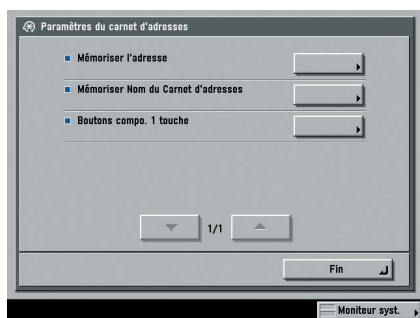 Paramètres du carnet d'adresses
Mémoriser l'adresse
Mémoriser Nom du Carnet d'adresses
Boutons compo. 1 touche
1/1
Fin
Moniteur syst.